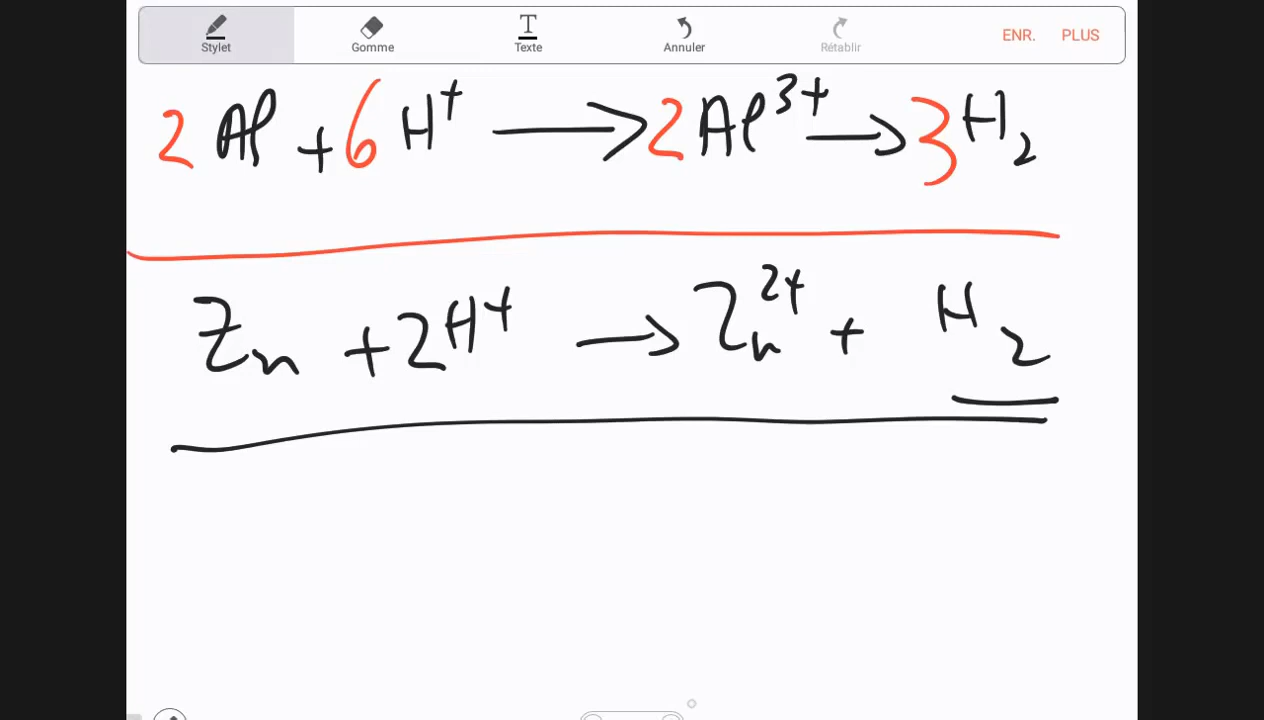 Stylet Gomme Texte Annuler Rétablir ENR. PLUS
2 Al + 6 H⁺ → 2 Al³⁺ → 3 H₂
Zn + 2H⁺ → Zn²⁺ + H₂